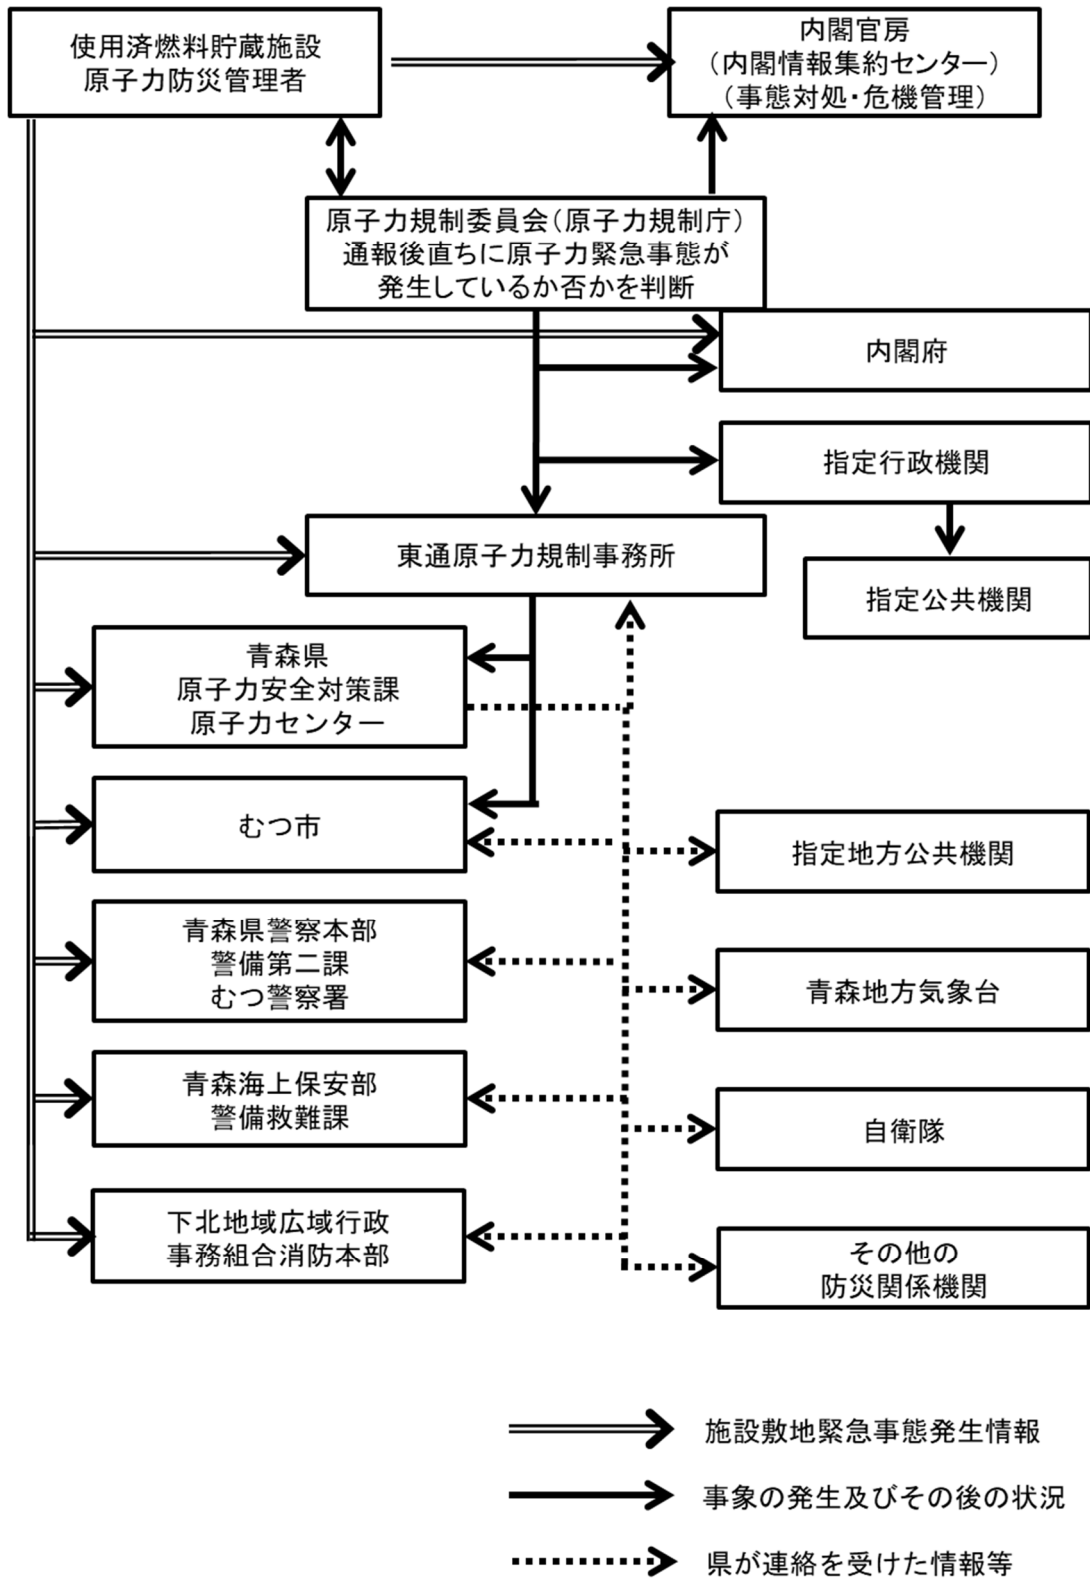 使用済燃料貯蔵施設
原子力防災管理者
内閣官房
（内閣情報集約センター）
（事態対処・危機管理）
原子力規制委員会（原子力規制庁）
通報後直ちに原子力緊急事態が
発生しているか否かを判断
内閣府
指定行政機関
東通原子力規制事務所
指定公共機関
青森県
原子力安全対策課
原子力センター
むつ市
指定地方公共機関
青森県警察本部
警備第二課
むつ警察署
青森地方気象台
青森海上保安部
警備救難課
自衛隊
下北地域広域行政
事務組合消防本部
その他の
防災関係機関
施設敷地緊急事態発生情報
事象の発生及びその後の状況
県が連絡を受けた情報等